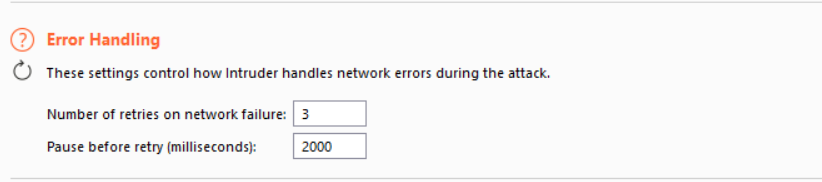 Error Handling
These settings control how Intruder handles network errors during the attack.
Number of retries on network failure: 3
Pause before retry (milliseconds): 2000